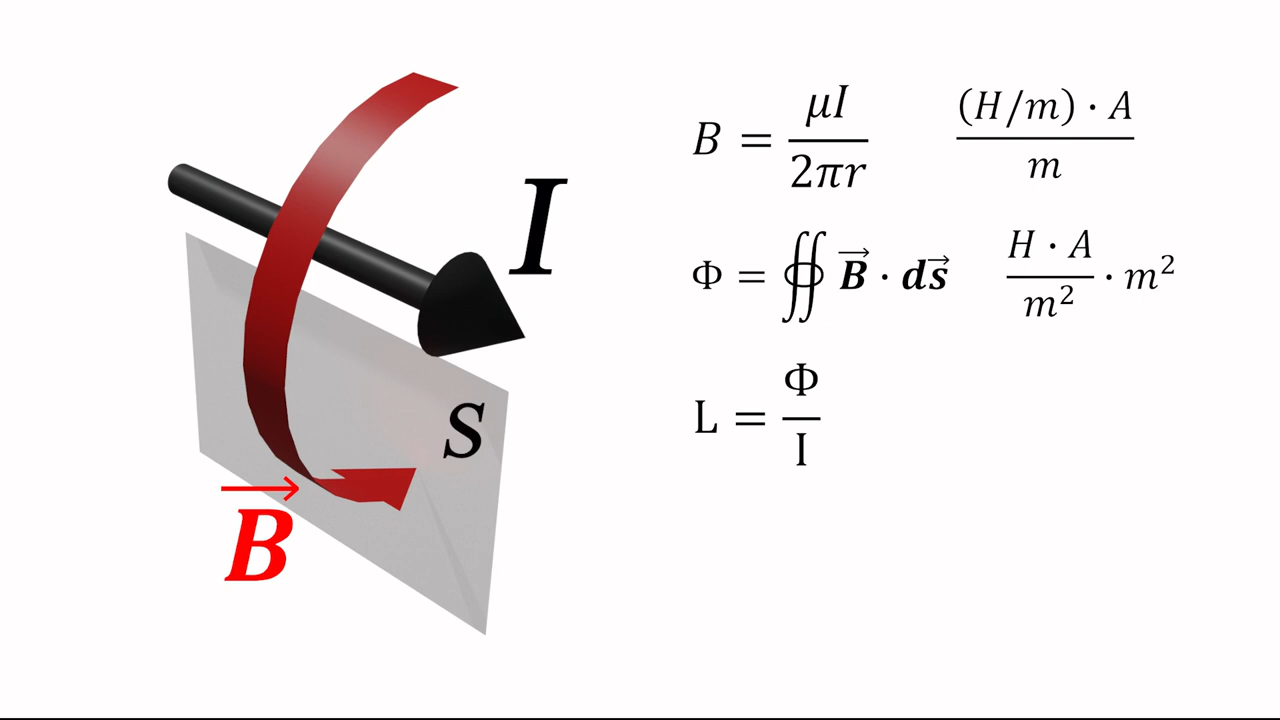 I
S
B⃗
B = μI / 2πr    (H/m) · A / m
Φ = ∯ B⃗ · ds⃗    H · A / m² · m²
L = Φ / I